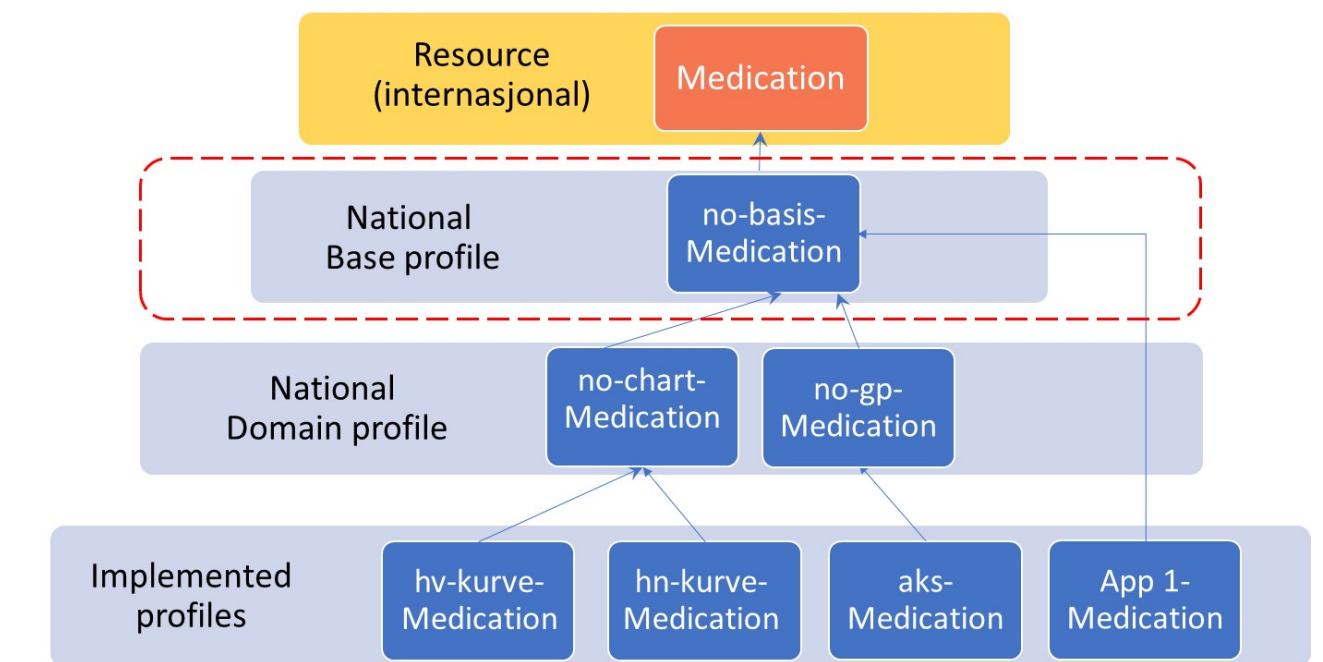 Resource
(internasjonal)
Medication
National
Base profile
no-basis-
Medication
National
Domain profile
no-chart-
Medication
no-gp-
Medication
Implemented
profiles
hv-kurve-
Medication
hn-kurve-
Medication
aks-
Medication
App 1-
Medication